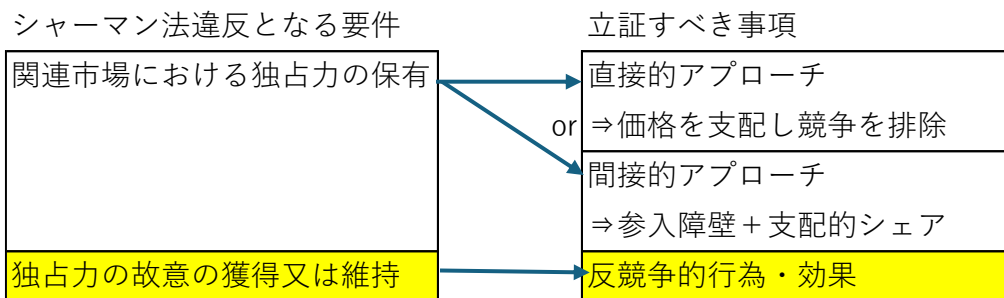 シャーマン法違反となる要件
立証すべき事項
関連市場における独占力の保有
直接的アプローチ
or
⇒価格を支配し競争を排除
間接的アプローチ
⇒参入障壁＋支配的シェア
独占力の故意の獲得又は維持
反競争的行為・効果